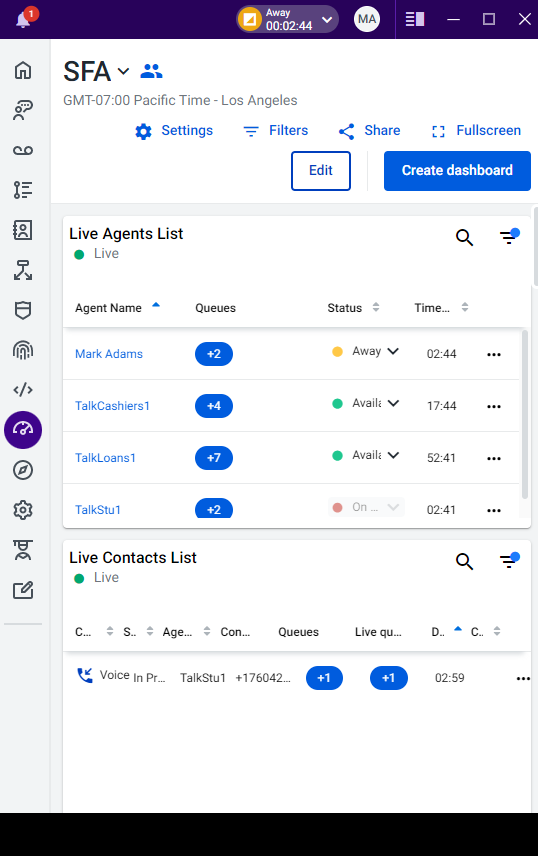 1
Away
00:02:44
MA
SFA
GMT-07:00 Pacific Time - Los Angeles
Settings
Filters
Share
Fullscreen
Edit
Create dashboard
Live Agents List
Live
Agent Name
Queues
Status
Time...
Mark Adams
+2
Away
02:44
TalkCashiers1
+4
Availa
17:44
TalkLoans1
+7
Availa
52:41
TalkStu1
+2
On ...
02:41
Live Contacts List
Live
C...
S..
Age...
Con...
Queues
Live qu...
D..
C..
Voice
In Pr...
TalkStu1
+176042...
+1
+1
02:59